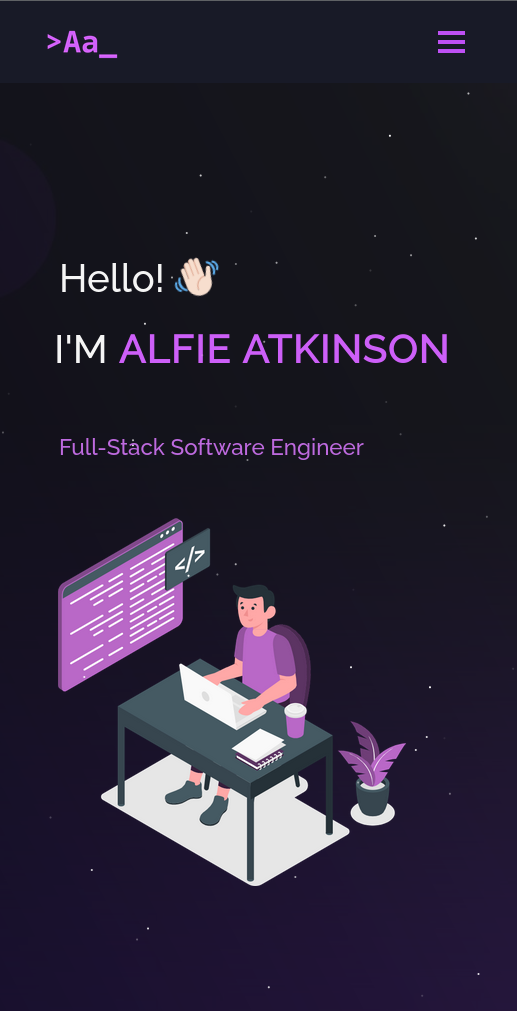 >Aa_
Hello! 👋🏻
I'M ALFIE ATKINSON
Full-Stack Software Engineer
</>